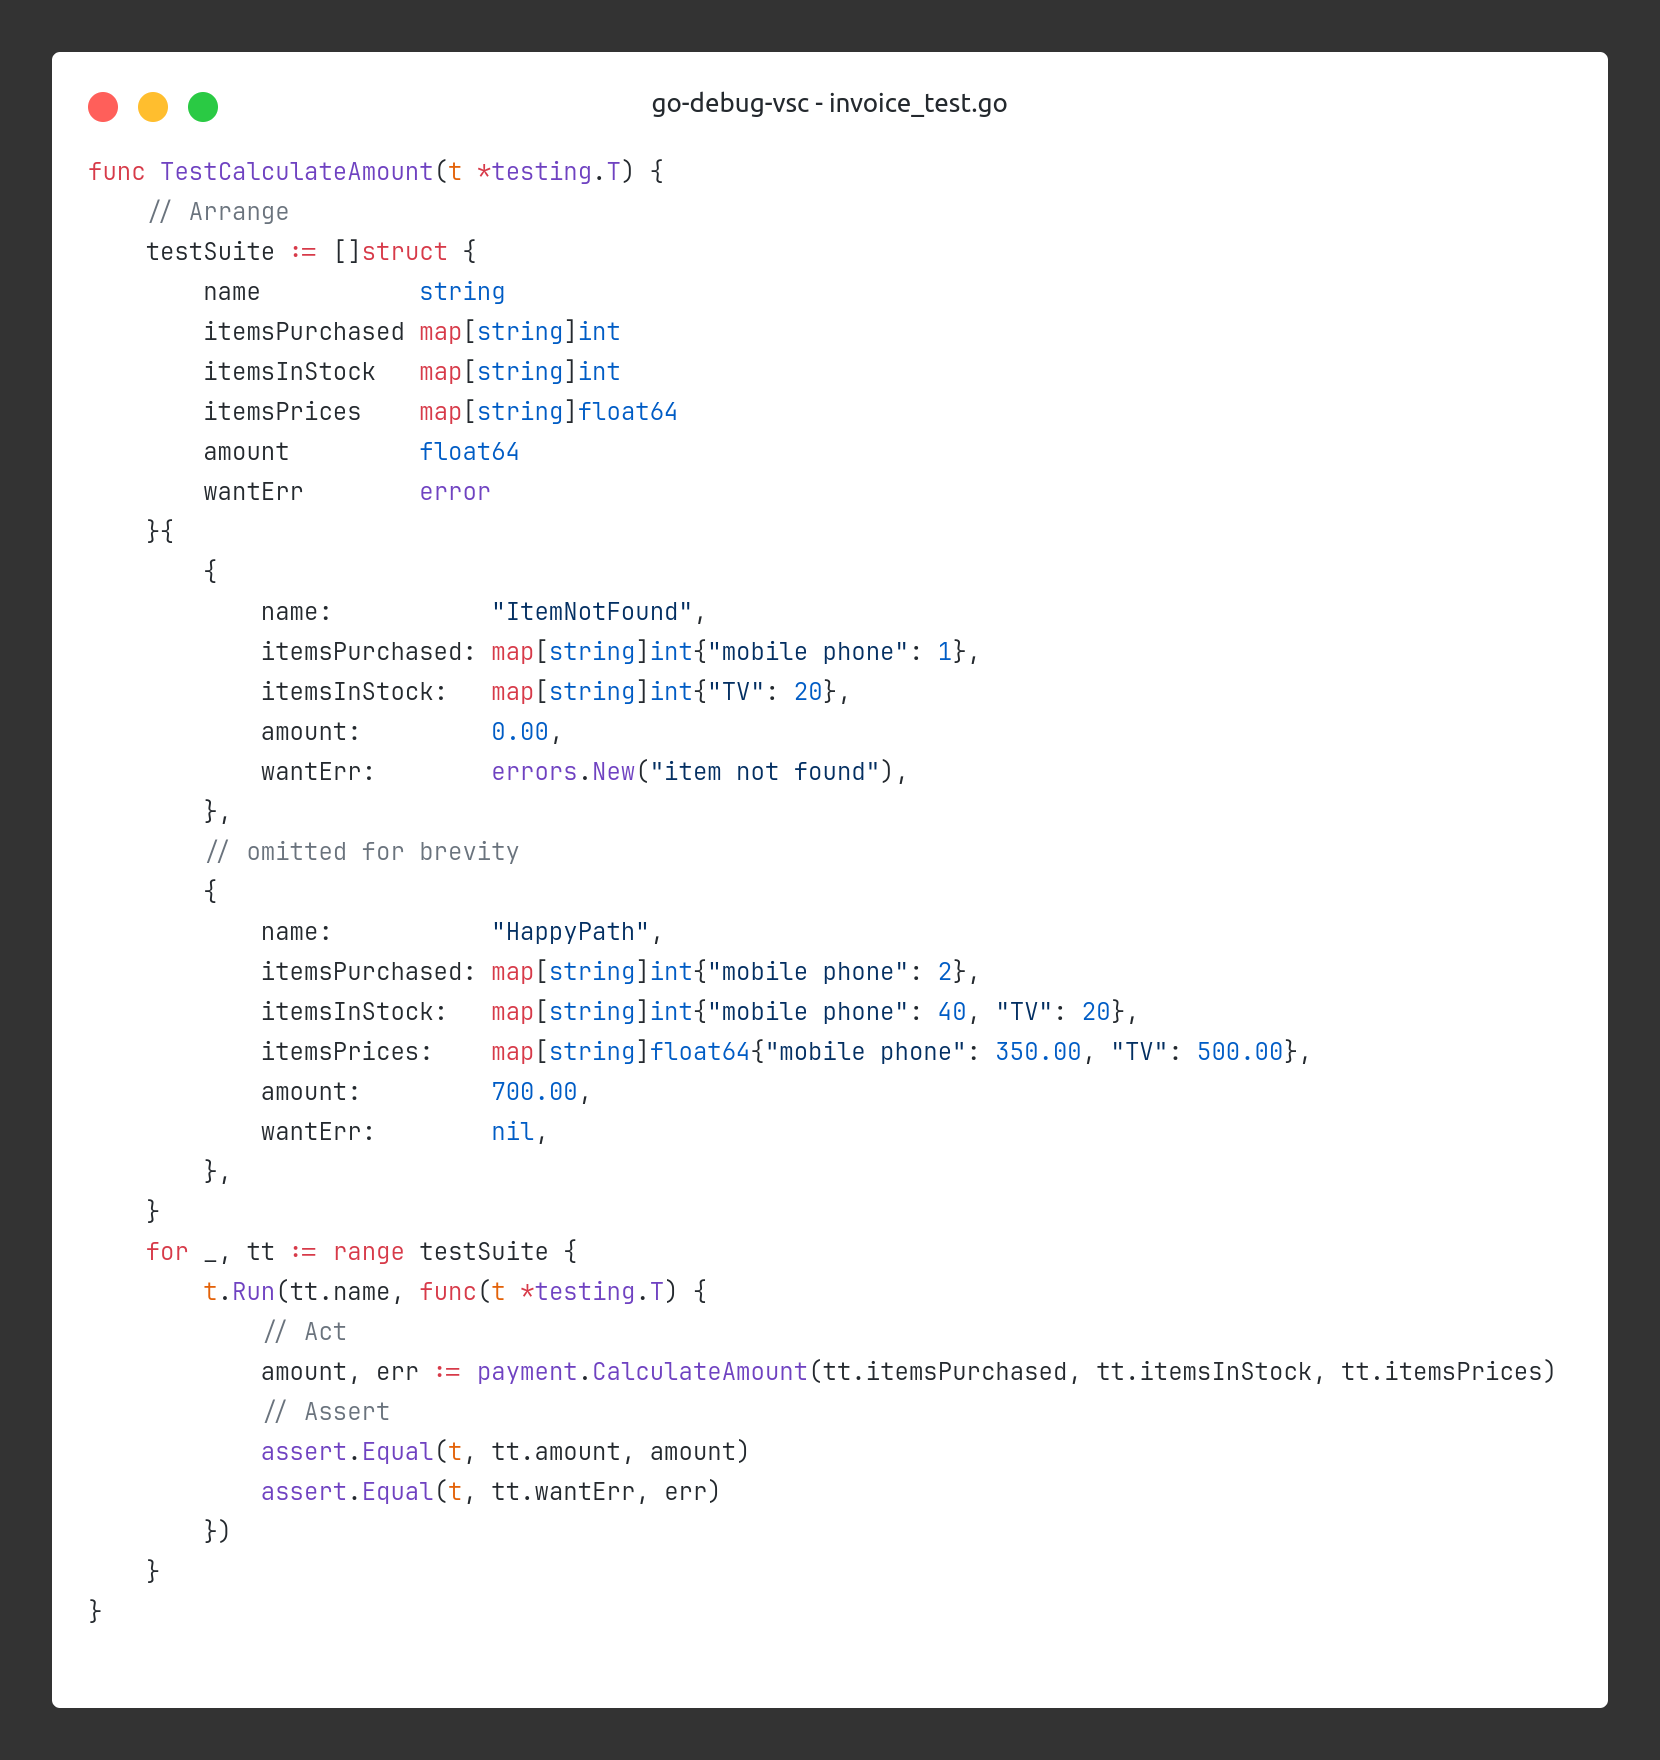 go-debug-vsc - invoice_test.go
func TestCalculateAmount(t *testing.T) {
    // Arrange
    testSuite := []struct {
        name           string
        itemsPurchased map[string]int
        itemsInStock   map[string]int
        itemsPrices    map[string]float64
        amount         float64
        wantErr        error
    }{
        {
            name:           "ItemNotFound",
            itemsPurchased: map[string]int{"mobile phone": 1},
            itemsInStock:   map[string]int{"TV": 20},
            amount:         0.00,
            wantErr:        errors.New("item not found"),
        },
        // omitted for brevity
        {
            name:           "HappyPath",
            itemsPurchased: map[string]int{"mobile phone": 2},
            itemsInStock:   map[string]int{"mobile phone": 40, "TV": 20},
            itemsPrices:    map[string]float64{"mobile phone": 350.00, "TV": 500.00},
            amount:         700.00,
            wantErr:        nil,
        },
    }
    for _, tt := range testSuite {
        t.Run(tt.name, func(t *testing.T) {
            // Act
            amount, err := payment.CalculateAmount(tt.itemsPurchased, tt.itemsInStock, tt.itemsPrices)
            // Assert
            assert.Equal(t, tt.amount, amount)
            assert.Equal(t, tt.wantErr, err)
        })
    }
}